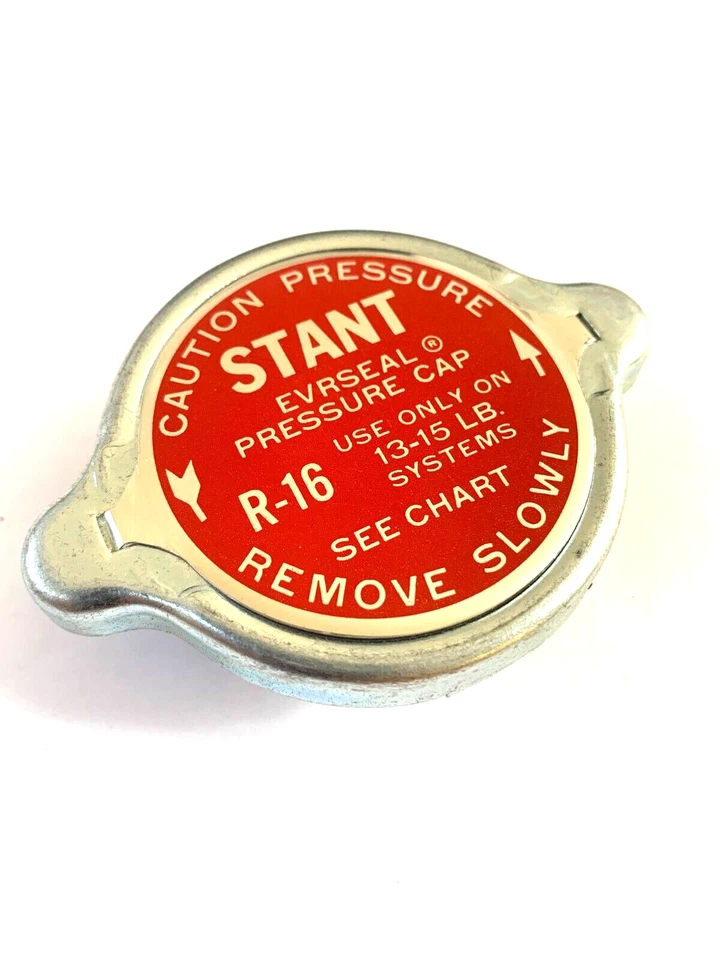 CAUTION PRESSURE
STANT
EVRSEAL ®
PRESSURE CAP
R-16
USE ONLY ON
13-15 LB.
SYSTEMS
SEE CHART
REMOVE SLOWLY